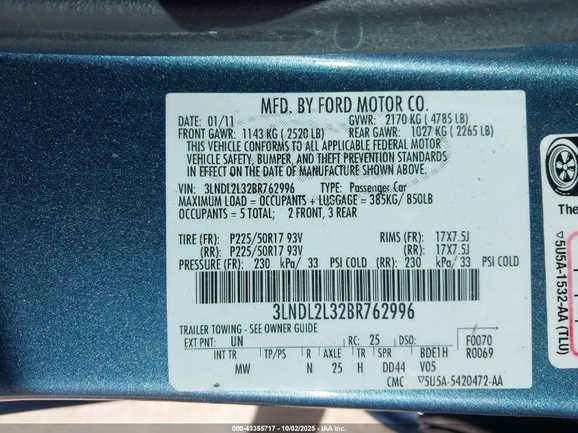 MFD. BY FORD MOTOR CO.
DATE: 01/11 GVWR: 2170 KG ( 4785 LB)
FRONT GAWR: 1143 KG ( 2520 LB) REAR GAWR: 1027 KG ( 2265 LB)
THIS VEHICLE CONFORMS TO ALL APPLICABLE FEDERAL MOTOR
VEHICLE SAFETY, BUMPER, AND THEFT PREVENTION STANDARDS
IN EFFECT ON THE DATE OF MANUFACTURE SHOWN ABOVE.
VIN: 3LNDL2L32BR762996 TYPE: Passenger Car
MAXIMUM LOAD = OCCUPANTS + LUGGAGE = 385KG/ 850LB
OCCUPANTS = 5 TOTAL; 2 FRONT, 3 REAR
TIRE (FR): P225/50R17 93V RIMS (FR): 17X7.5J
(RR): P225/50R17 93V (RR): 17X7.5J
PRESSURE (FR): 230 kPa/ 33 PSI COLD (RR): 230 kPa/ 33 PSI COLD
3LNDL2L32BR762996
TRAILER TOWING - SEE OWNER GUIDE
EXT PNT: UN RC: 25 DSO: F0070
INT TR TP/PS R AXLE TR SPR BDE1H R0069
MW N 25 H DD44 V05
CMC 5U5A-5420472-AA
The
5U5A-1532-AA (TLU)
000-43355717 - 10/02/2025 - IAA